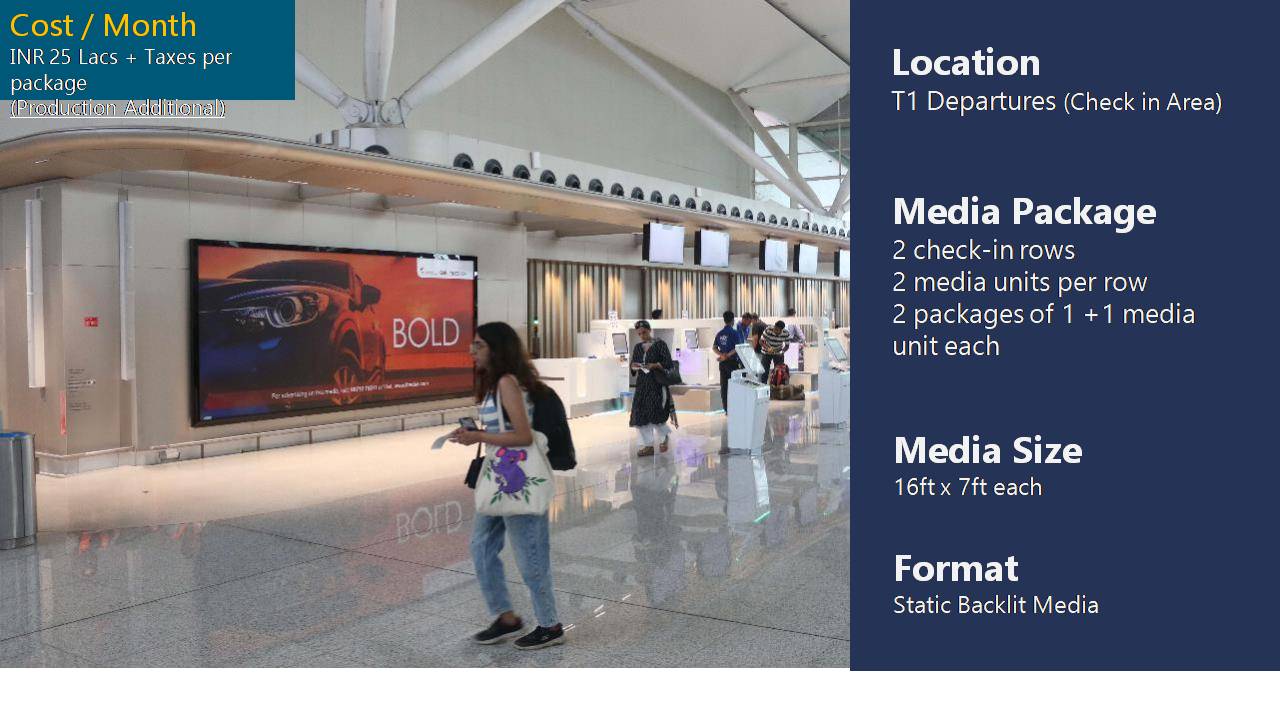 Cost / Month
INR 25 Lacs + Taxes per
package
(Production Additional)
Location
T1 Departures (Check in Area)
Media Package
2 check-in rows
2 media units per row
2 packages of 1 +1 media
unit each
Media Size
16ft x 7ft each
Format
Static Backlit Media
BOLD